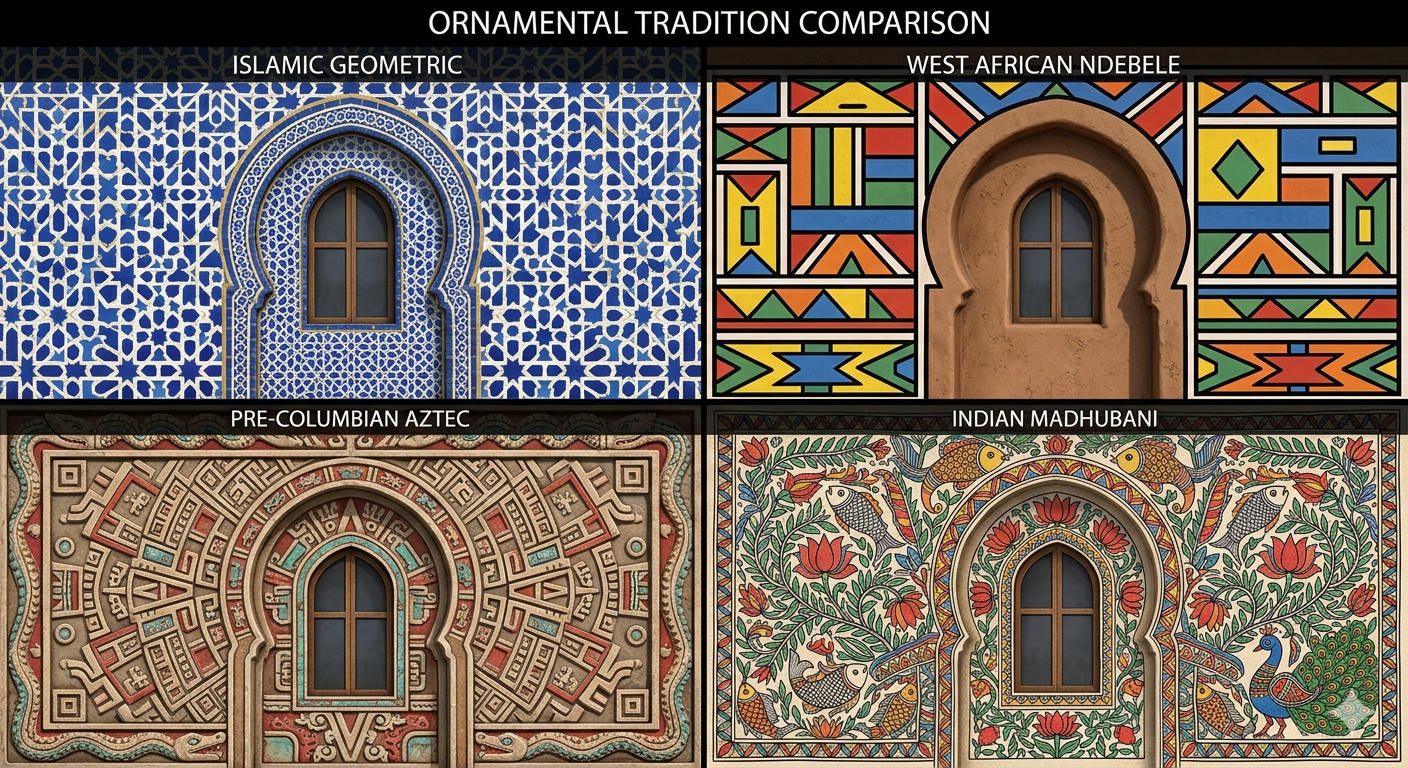 ORNAMENTAL TRADITION COMPARISON
ISLAMIC GEOMETRIC
WEST AFRICAN NDEBELE
PRE-COLUMBIAN AZTEC
INDIAN MADHUBANI